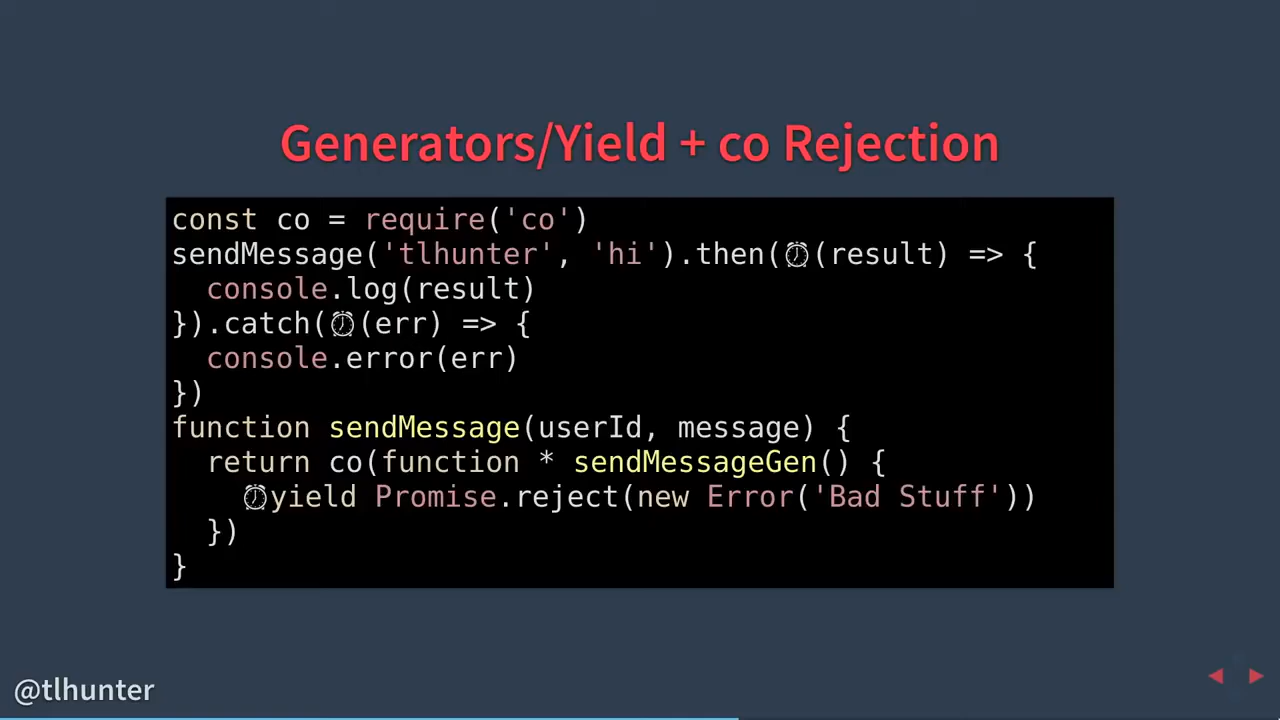 Generators/Yield + co Rejection
const co = require('co')
sendMessage('tlhunter', 'hi').then(⏰(result) => {
  console.log(result)
}).catch(⏰(err) => {
  console.error(err)
})
function sendMessage(userId, message) {
  return co(function * sendMessageGen() {
    ⏰yield Promise.reject(new Error('Bad Stuff'))
  })
}
@tlhunter